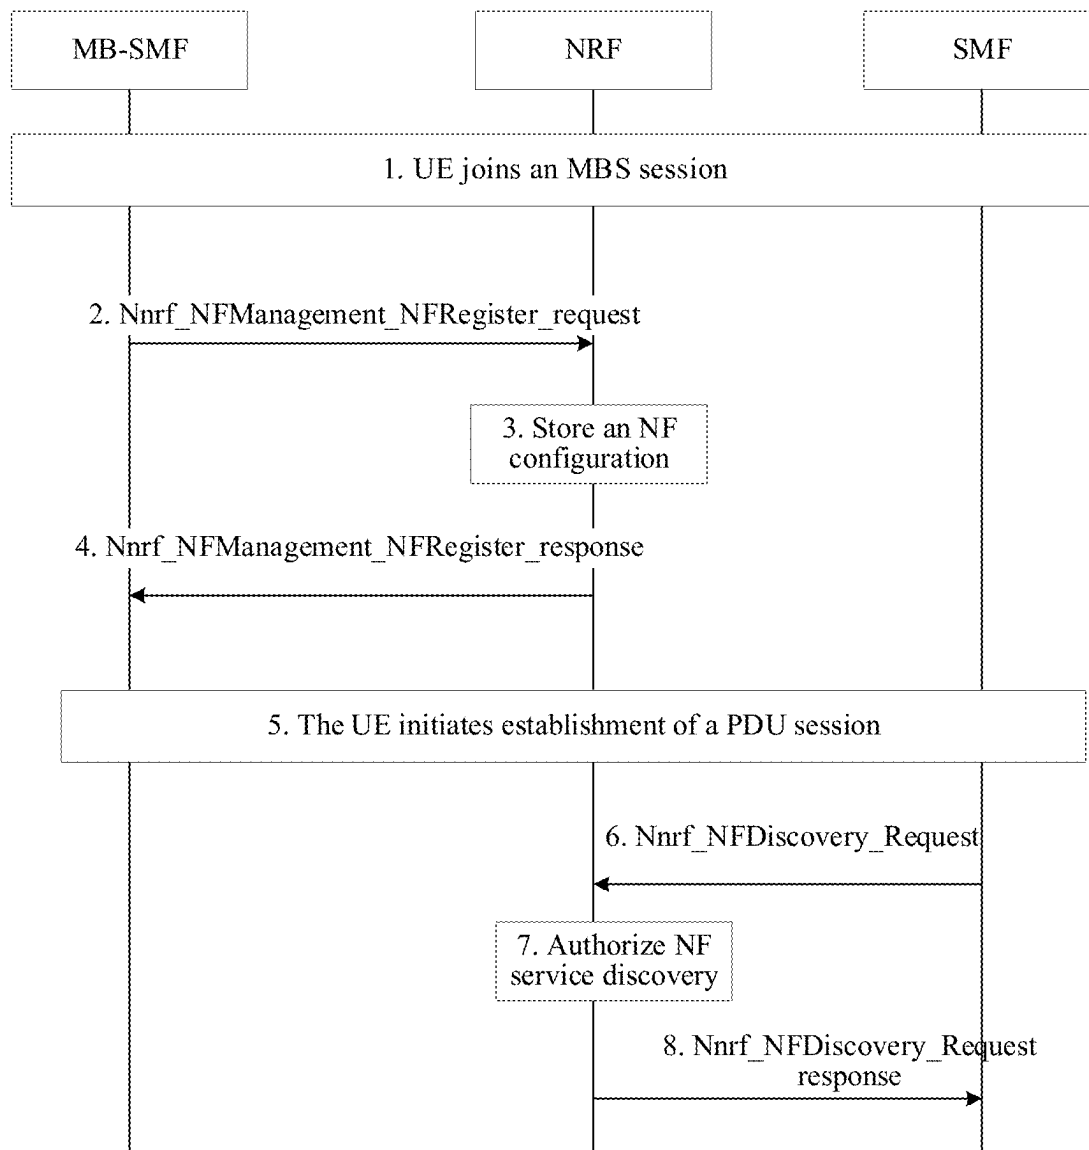 MB-SMF
NRF
SMF
1. UE joins an MBS session
2. Nnrf_NFManagement_NFRegister_request
3. Store an NF
configuration
4. Nnrf_NFManagement_NFRegister_response
5. The UE initiates establishment of a PDU session
6. Nnrf_NFDiscovery_Request
7. Authorize NF
service discovery
8. Nnrf_NFDiscovery_Request
response